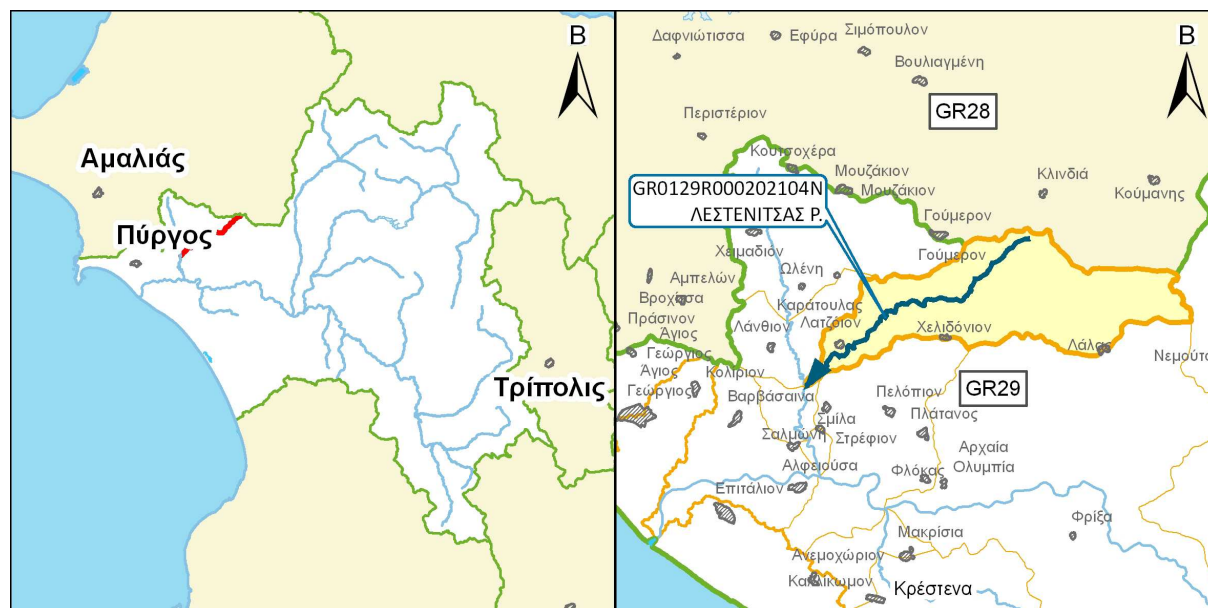 Β
Αμαλιάς
Πύργος
Τρίπολις
Β
Δαφνιώτισσα
Εφύρα
Σιμόπουλον
Βουλιαγμένη
GR28
Περιστέριον
Κουτσοχέρα
Μουζάκιον
Μουζάκιον
Κλινδιά
Κούμανης
GR0129R000202104N
ΛΕΣΤΕΝΙΤΣΑΣ Ρ.
Γούμερον
Γούμερον
Χειμαδιόν
Ωλένη
Αμπελών
Βροχίτσα
Καράτουλας
Πράσινον
Λάνθιον
Λατζόιον
Χελιδόνιον
Άγιος
Γεώργιος
Λάλας
Νεμούτα
Άγιος
Γεώργιος
Κολίριον
GR29
Βαρβάσαινα
Πελόπιον
Σμίλα
Πλάτανος
Σαλμώνη
Στρέφιον
Αρχαία
Ολυμπία
Αλφειούσα
Φλόκας
Επιτάλιον
Φρίξα
Μακρίσια
Ανεμοχώριον
Καλλίκωμον
Κρέστενα